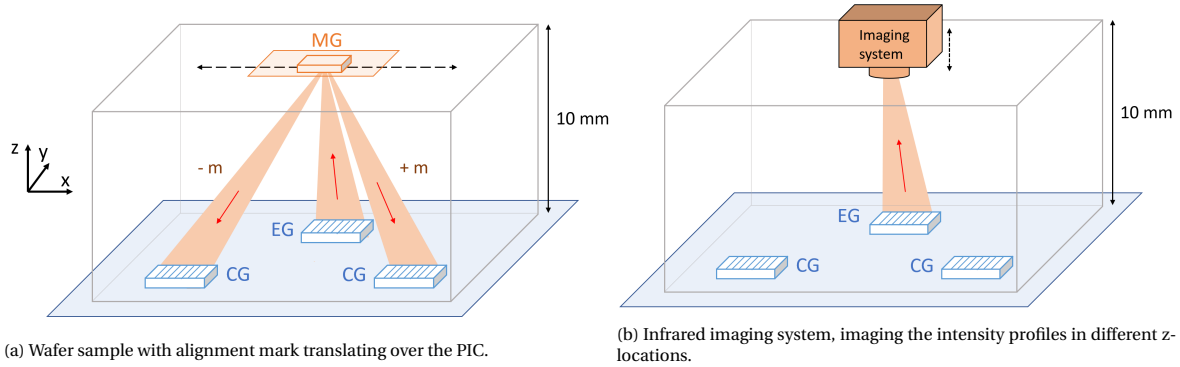 MG
10 mm
z
y
x
- m
+ m
EG
CG
CG
(a) Wafer sample with alignment mark translating over the PIC.
Imaging
system
10 mm
EG
CG
CG
(b) Infrared imaging system, imaging the intensity profiles in different z-
locations.